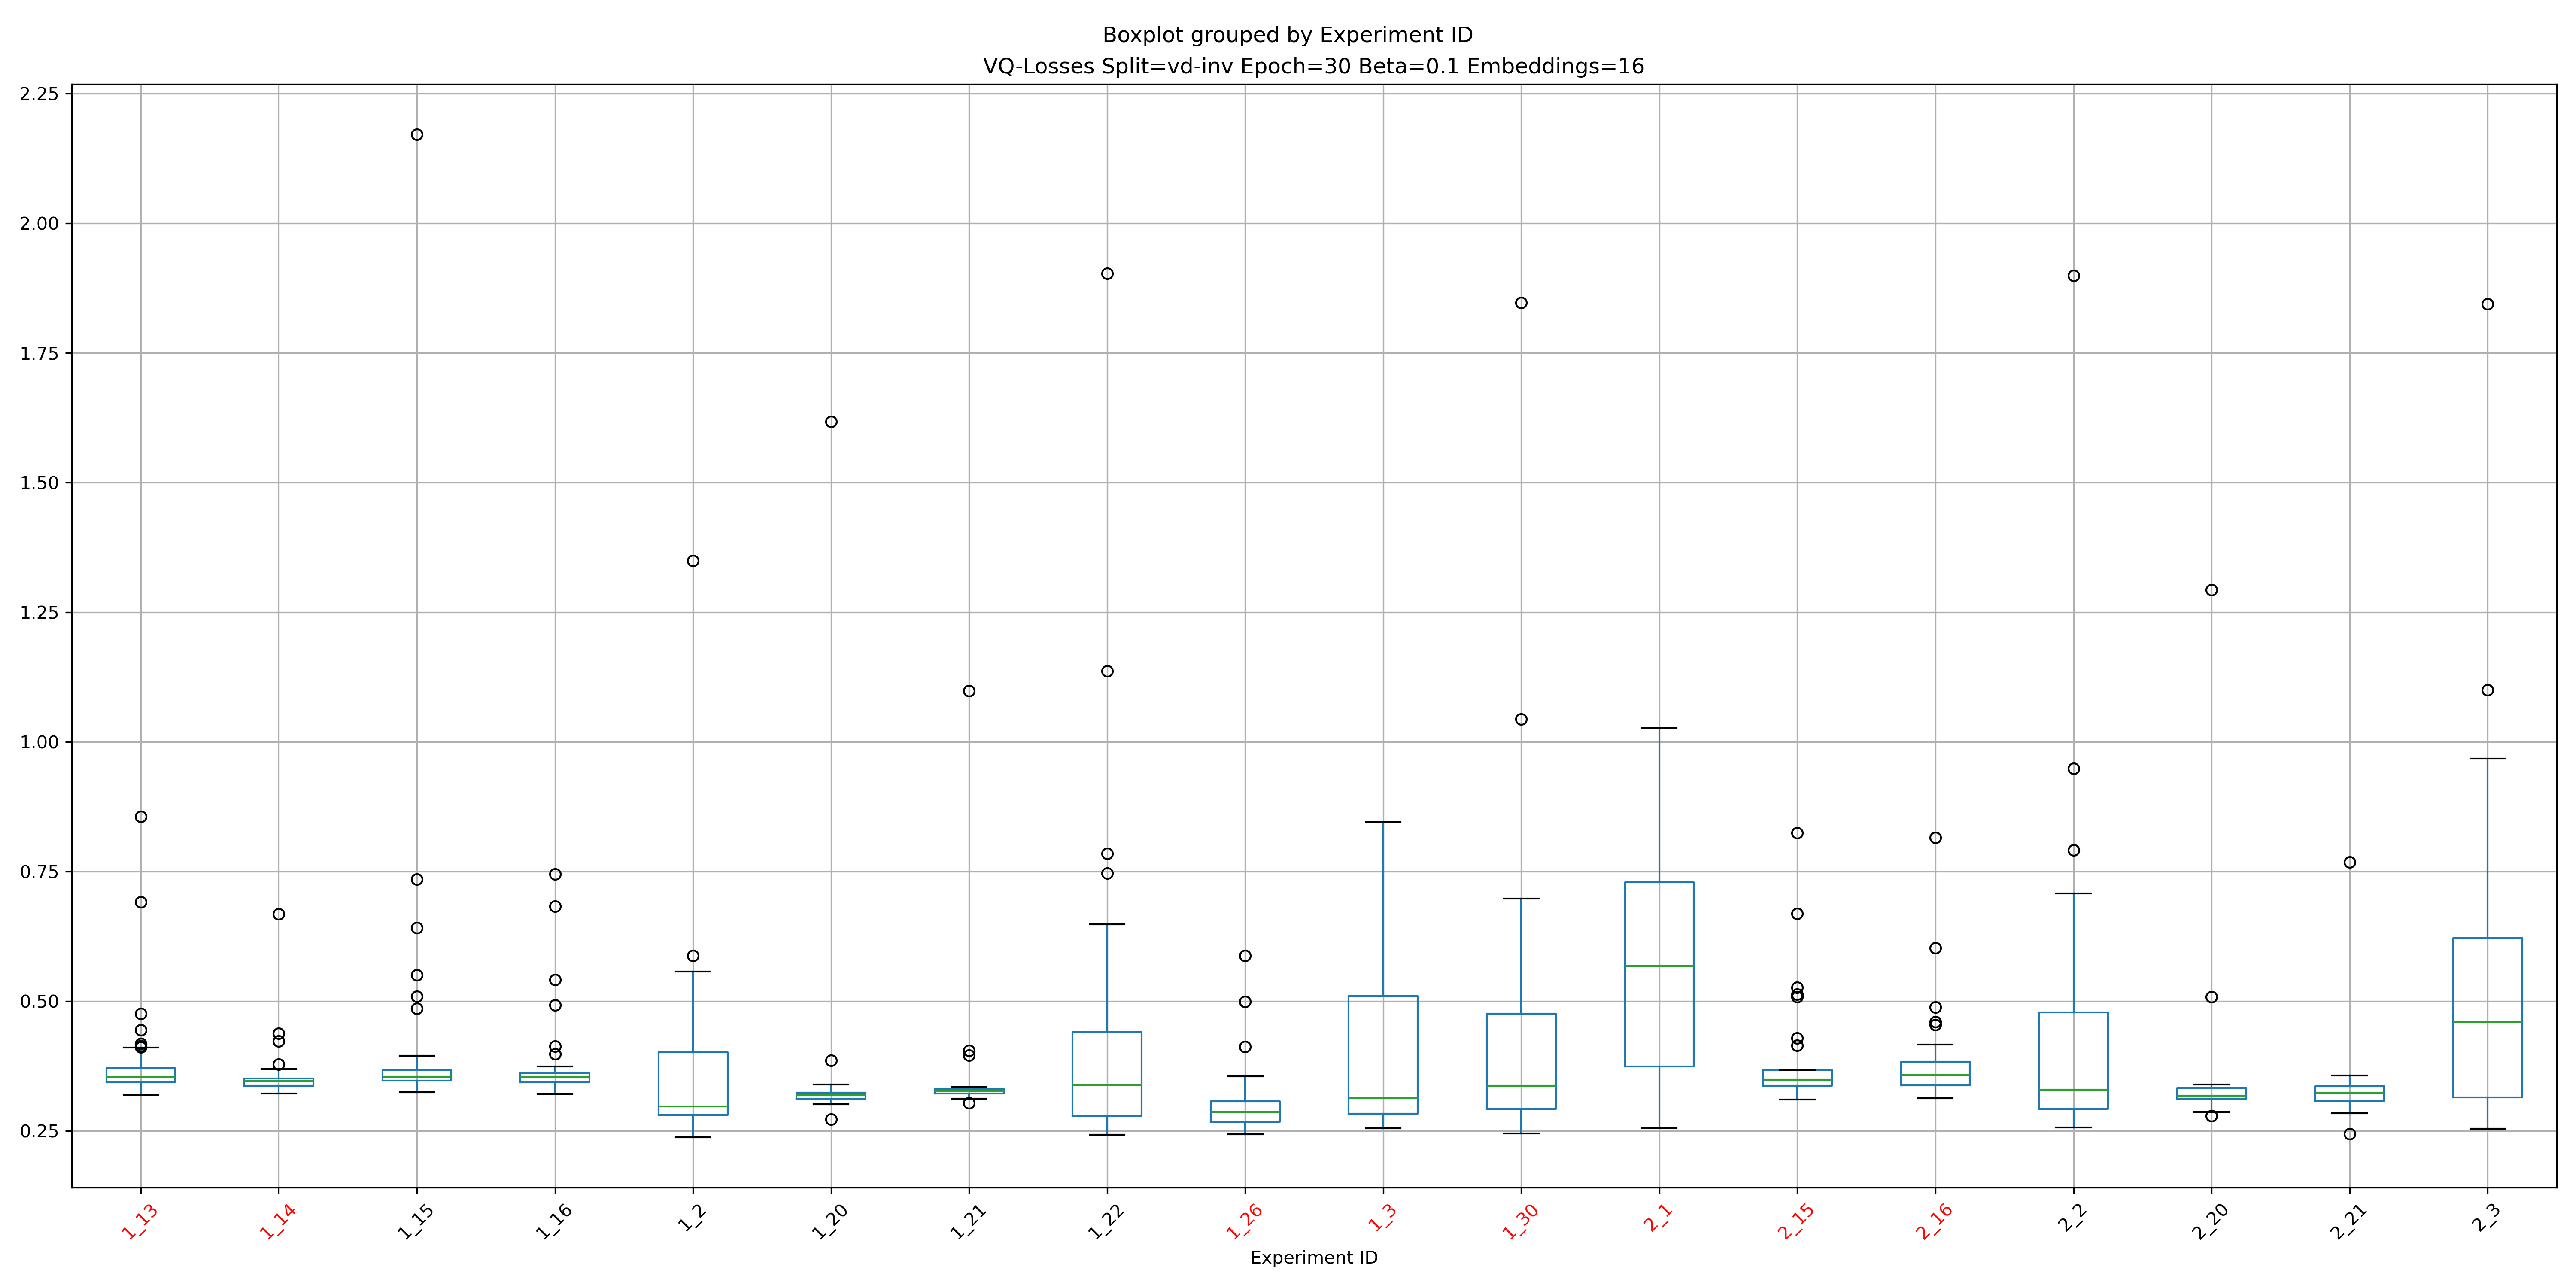 Boxplot grouped by Experiment ID
VQ-Losses Split=vd-inv Epoch=30 Beta=0.1 Embeddings=16
2.25
2.00
1.75
1.50
1.25
1.00
0.75
0.50
0.25
1_13 1_14 1_15 1_16 1_2 1_20 1_21 1_22 1_26 1_3 1_30 2_1 2_15 2_16 2_2 2_20 2_21 2_3
Experiment ID